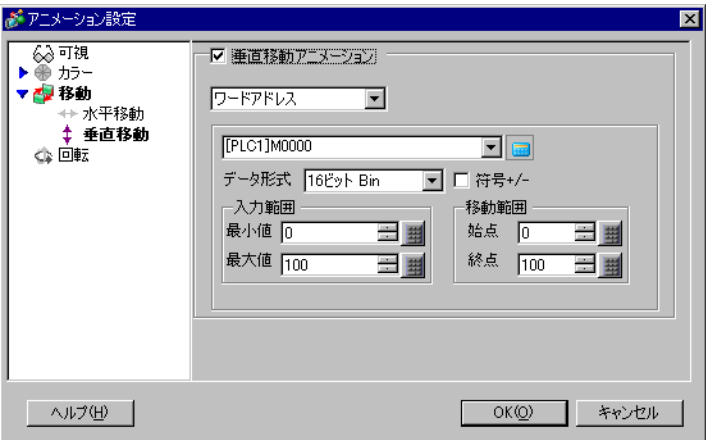 アニメーション設定
可視
カラー
移動
水平移動
垂直移動
回転
垂直移動アニメーション
ワードアドレス
[PLC1]M0000
データ形式 16ビット Bin 符号+/-
入力範囲 移動範囲
最小値 0 始点 0
最大値 100 終点 100
ヘルプ(H) OK(O) キャンセル